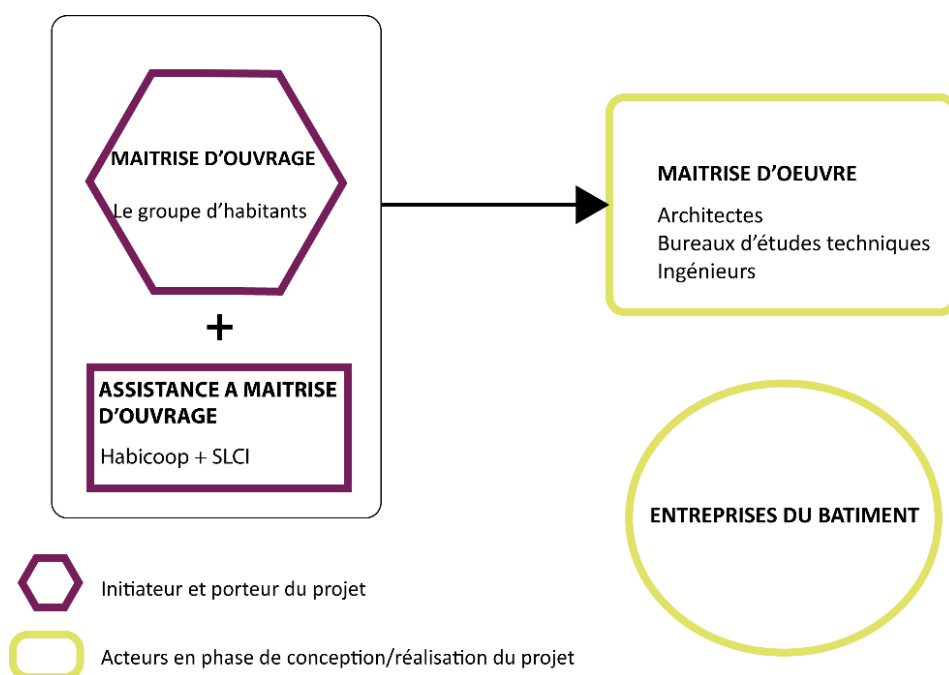 MAITRISE D'OUVRAGE
Le groupe d'habitants
+
ASSISTANCE A MAITRISE
D'OUVRAGE
Habicoop + SLCI
MAITRISE D'OEUVRE
Architectes
Bureaux d'études techniques
Ingénieurs
ENTREPRISES DU BATIMENT
Initiateur et porteur du projet
Acteurs en phase de conception/réalisation du projet